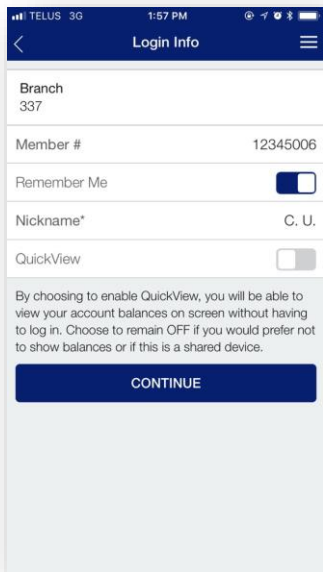 TELUS 3G 1:57 PM
Login Info
Branch
337
Member # 12345006
Remember Me
Nickname* C. U.
QuickView
By choosing to enable QuickView, you will be able to
view your account balances on screen without having
to log in. Choose to remain OFF if you would prefer not
to show balances or if this is a shared device.
CONTINUE